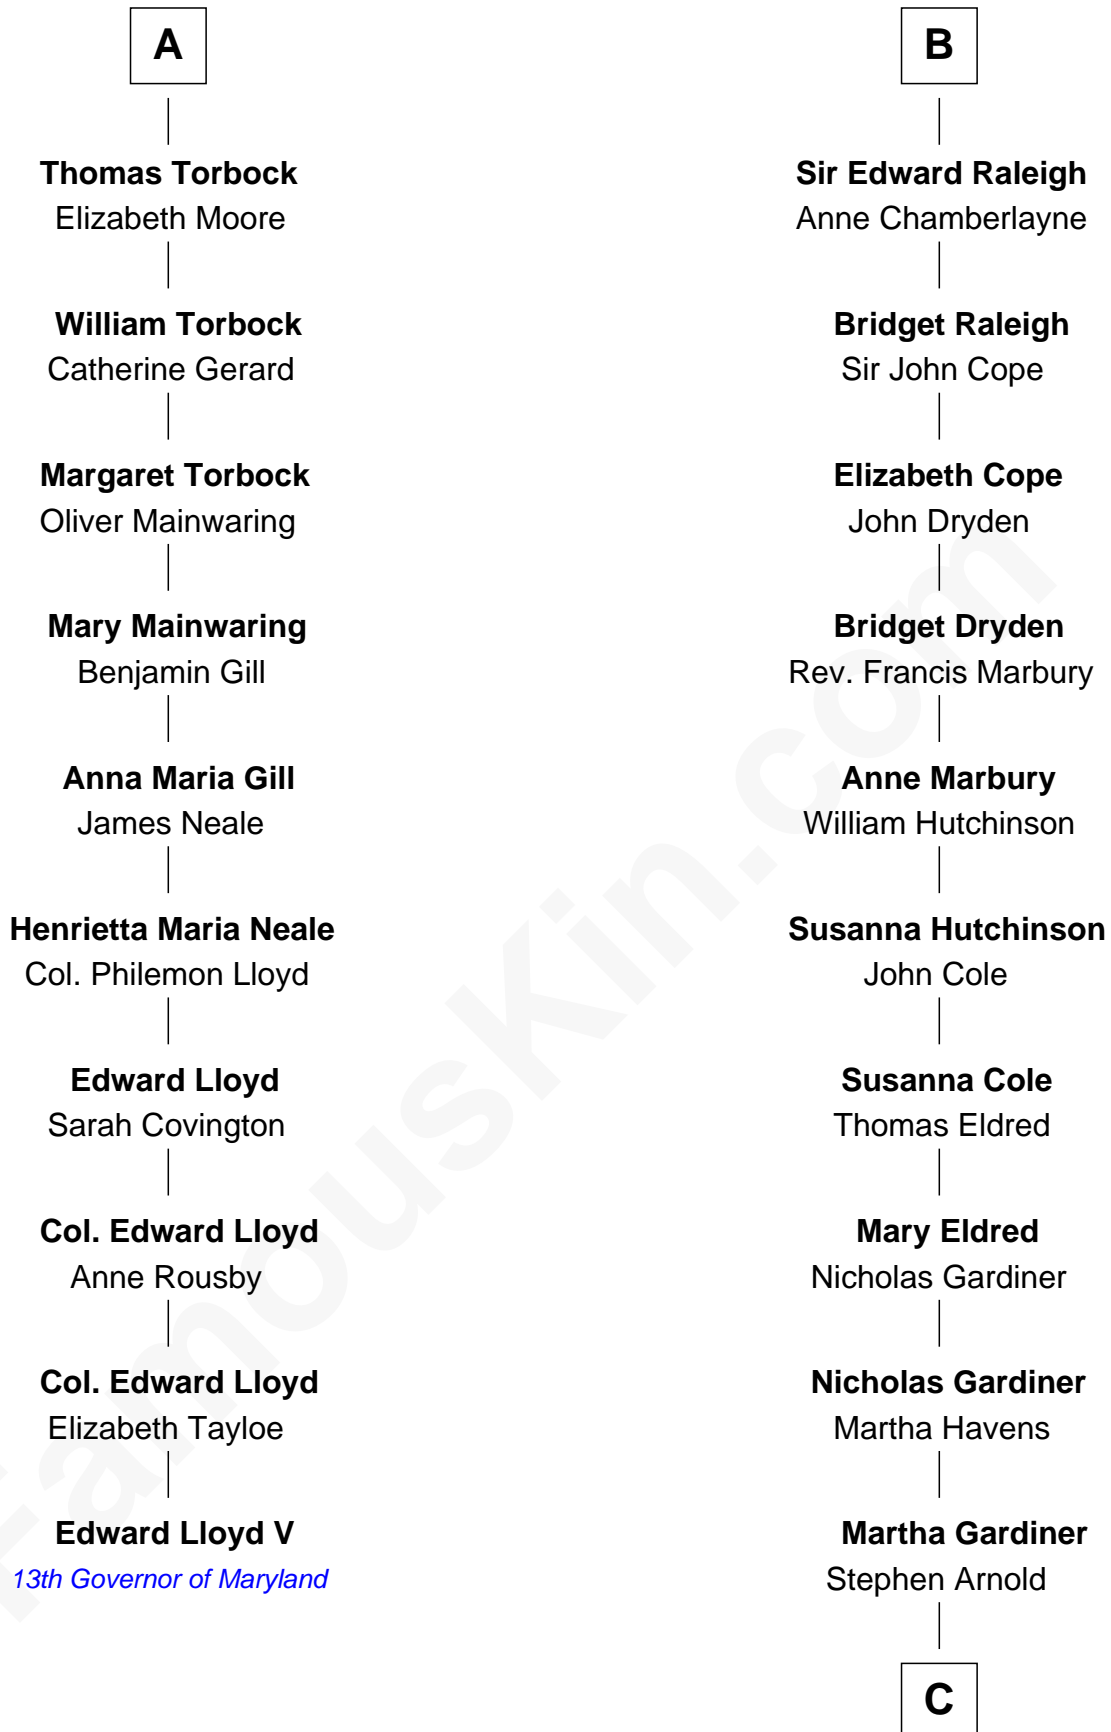 A
Thomas Torbock
Elizabeth Moore
William Torbock
Catherine Gerard
Margaret Torbock
Oliver Mainwaring
Mary Mainwaring
Benjamin Gill
Anna Maria Gill
James Neale
Henrietta Maria Neale
Col. Philemon Lloyd
Edward Lloyd
Sarah Covington
Col. Edward Lloyd
Anne Rousby
Col. Edward Lloyd
Elizabeth Tayloe
Edward Lloyd V
13th Governor of Maryland
B
Sir Edward Raleigh
Anne Chamberlayne
Bridget Raleigh
Sir John Cope
Elizabeth Cope
John Dryden
Bridget Dryden
Rev. Francis Marbury
Anne Marbury
William Hutchinson
Susanna Hutchinson
John Cole
Susanna Cole
Thomas Eldred
Mary Eldred
Nicholas Gardiner
Nicholas Gardiner
Martha Havens
Martha Gardiner
Stephen Arnold
C
FamousKin.com